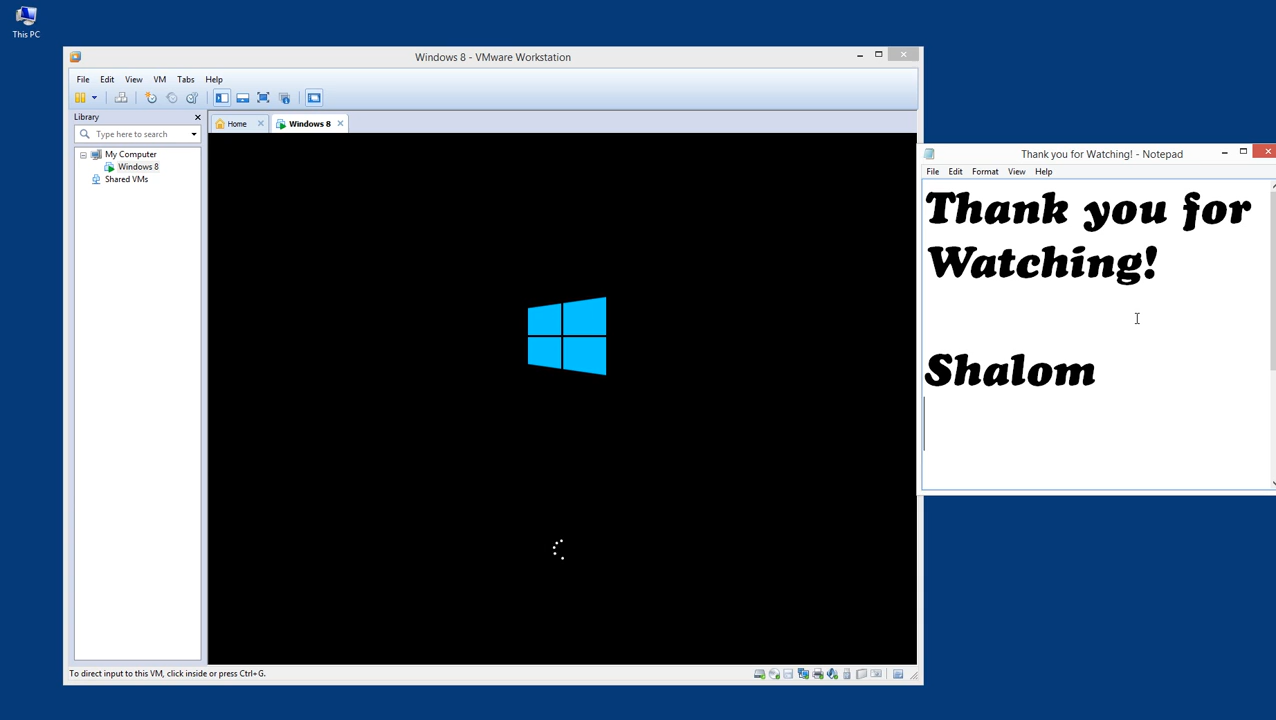 This PC
Windows 8 - VMware Workstation
File Edit View VM Tabs Help
Library
Type here to search
My Computer
Windows 8
Shared VMs
Home
Windows 8
To direct input to this VM, click inside or press Ctrl+G.
Thank you for Watching! - Notepad
File Edit Format View Help
Thank you for
Watching!
Shalom